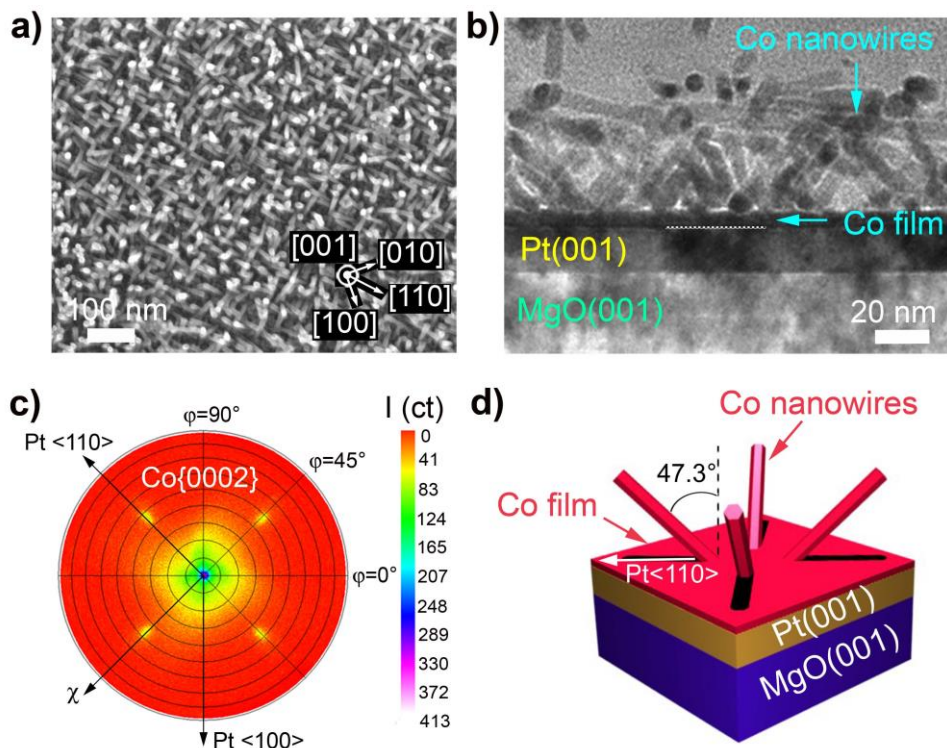 a)
[001]
[010]
[110]
[100]
100 nm
b)
Co nanowires
Co film
Pt(001)
MgO(001)
20 nm
c)
φ=90°
Pt <110>
φ=45°
Co{0002}
φ=0°
χ
Pt <100>
I (ct)
0
41
83
124
165
207
248
289
330
372
413
d)
Co nanowires
47.3°
Co film
Pt<110>
Pt(001)
MgO(001)